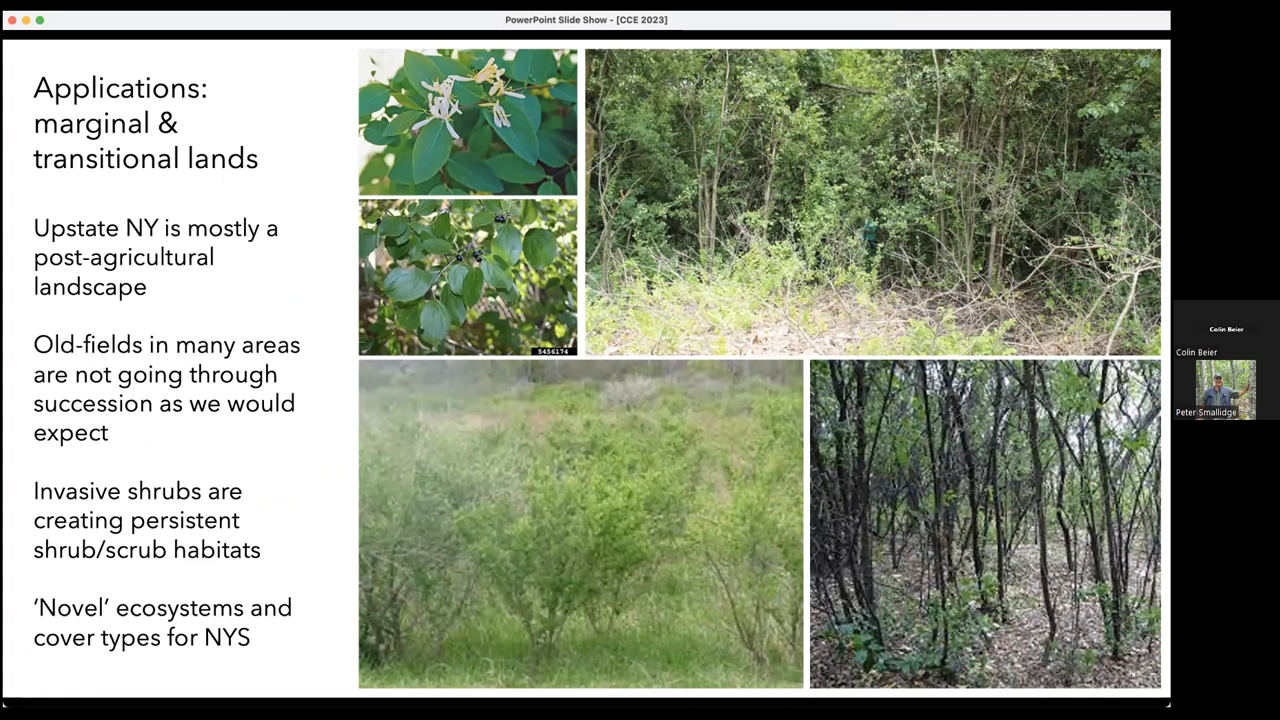 PowerPoint Slide Show - [CCE 2023]
Applications:
marginal &
transitional lands
Upstate NY is mostly a
post-agricultural
landscape
Old-fields in many areas
are not going through
succession as we would
expect
Invasive shrubs are
creating persistent
shrub/scrub habitats
‘Novel’ ecosystems and
cover types for NYS
5456174
Colin Beier
Colin Beier
Peter Smallidge